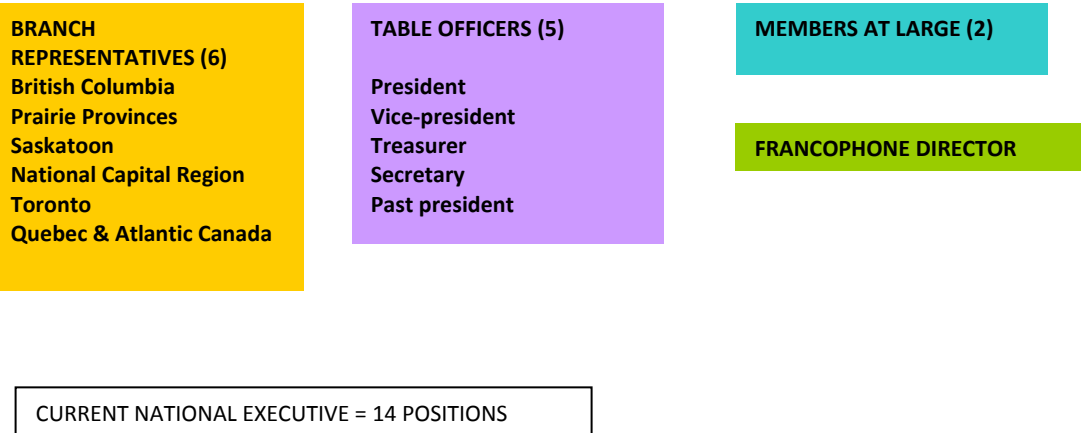 BRANCH
REPRESENTATIVES (6)
British Columbia
Prairie Provinces
Saskatoon
National Capital Region
Toronto
Quebec & Atlantic Canada
TABLE OFFICERS (5)
President
Vice-president
Treasurer
Secretary
Past president
MEMBERS AT LARGE (2)
FRANCOPHONE DIRECTOR
CURRENT NATIONAL EXECUTIVE = 14 POSITIONS